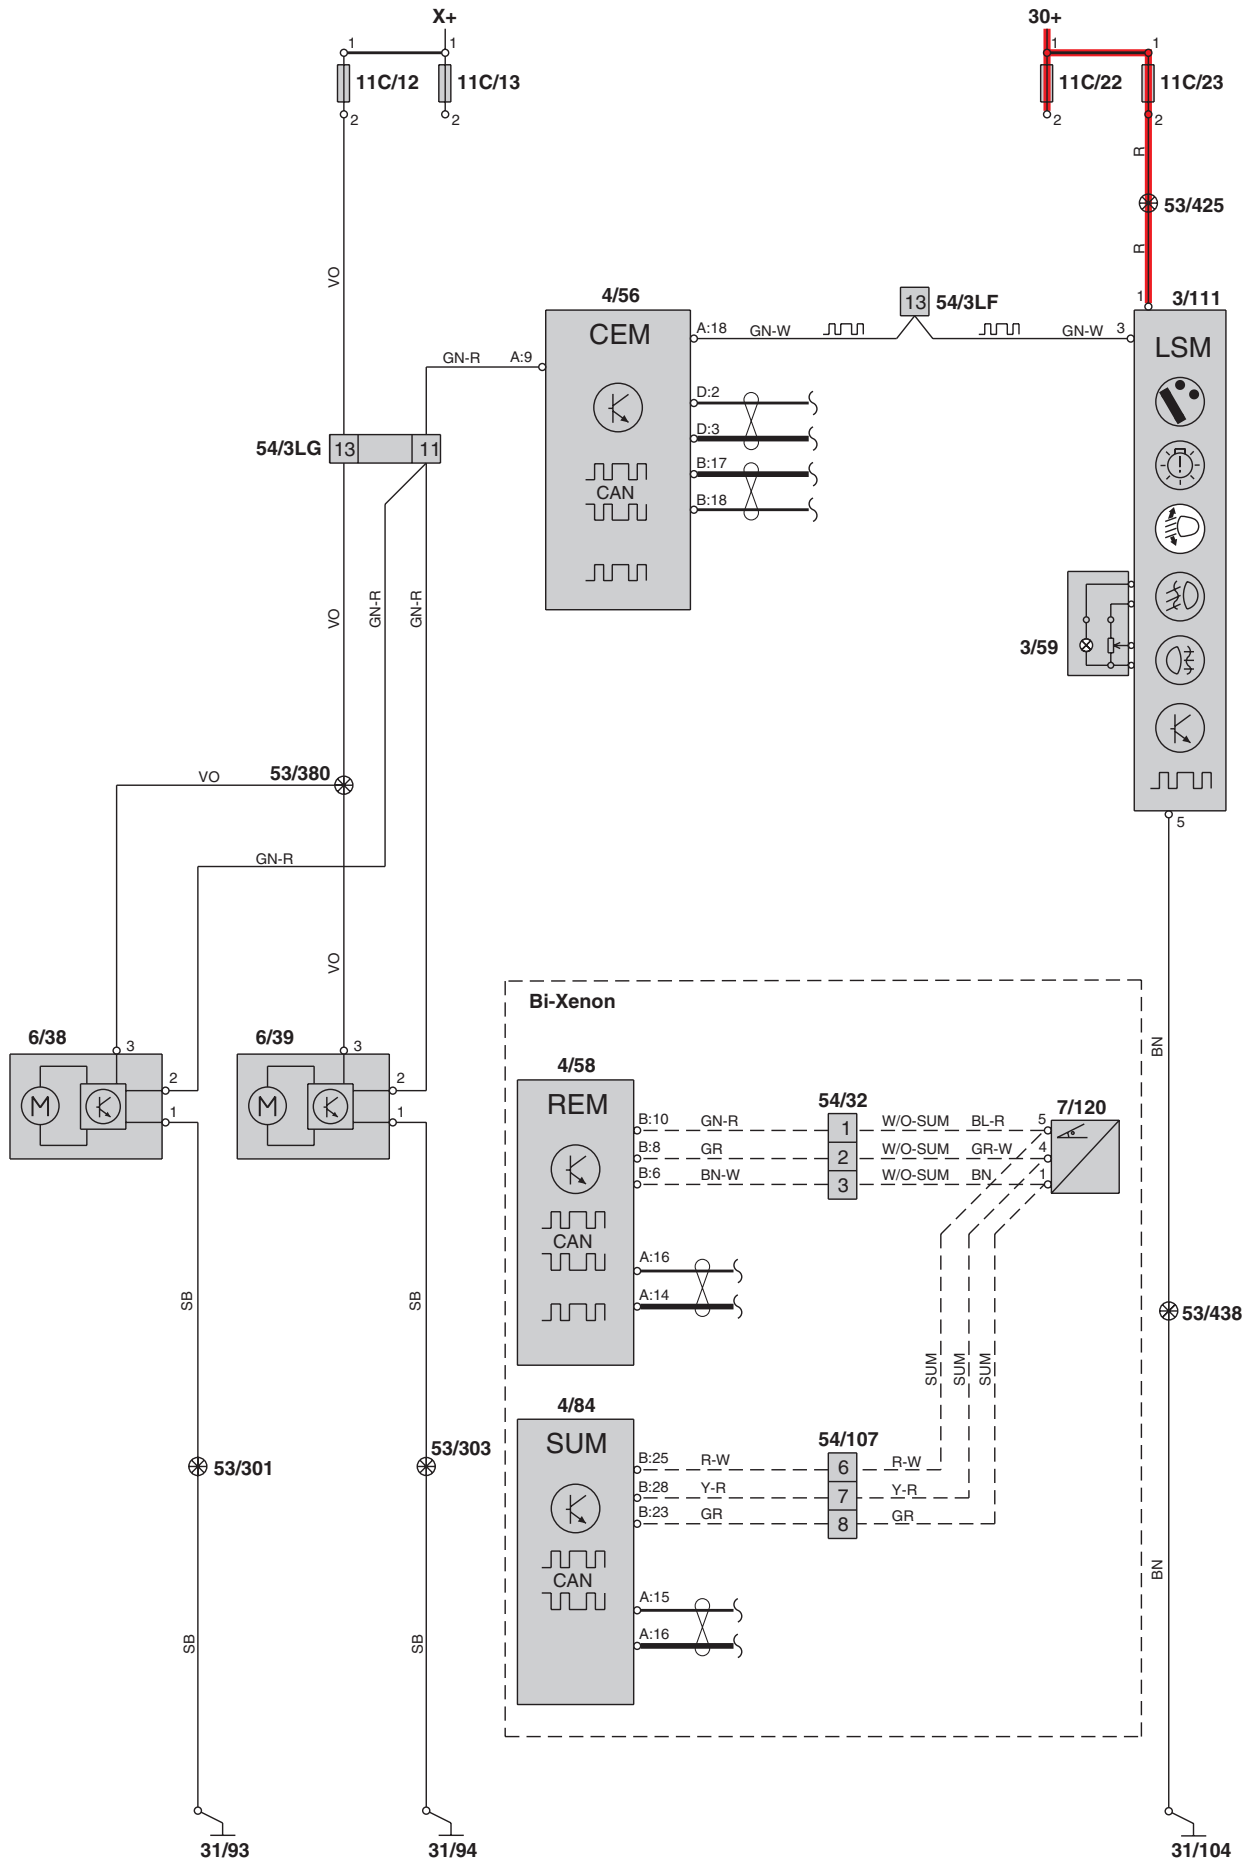 X+
30+
1 1
1 1
11C/12 11C/13
11C/22 11C/23
2 2
2 2
R
53/425
R
VO
4/56
13 54/3LF
1 3/111
CEM
A:18 GN-W
GN-W 3
LSM
GN-R A:9
D:2
D:3
54/3LG 13 11
B:17
CAN
B:18
VO
GN-R
GN-R
3/59
53/380
VO
5
GN-R
VO
Bi-Xenon
6/38
6/39
BN
3
3
4/58
2
2
REM
54/32
7/120
M
M
1
1
B:10 GN-R 1 W/O-SUM BL-R 5
B:8 GR 2 W/O-SUM GR-W 4
B:6 BN-W 3 W/O-SUM BN 1
CAN
A:16
A:14
SB
SB
53/438
SUM
SUM
SUM
4/84
SUM
54/107
53/301
53/303
B:25 R-W 6 R-W
B:28 Y-R 7 Y-R
B:23 GR 8 GR
CAN
A:15
A:16
BN
SB
SB
31/93
31/94
31/104